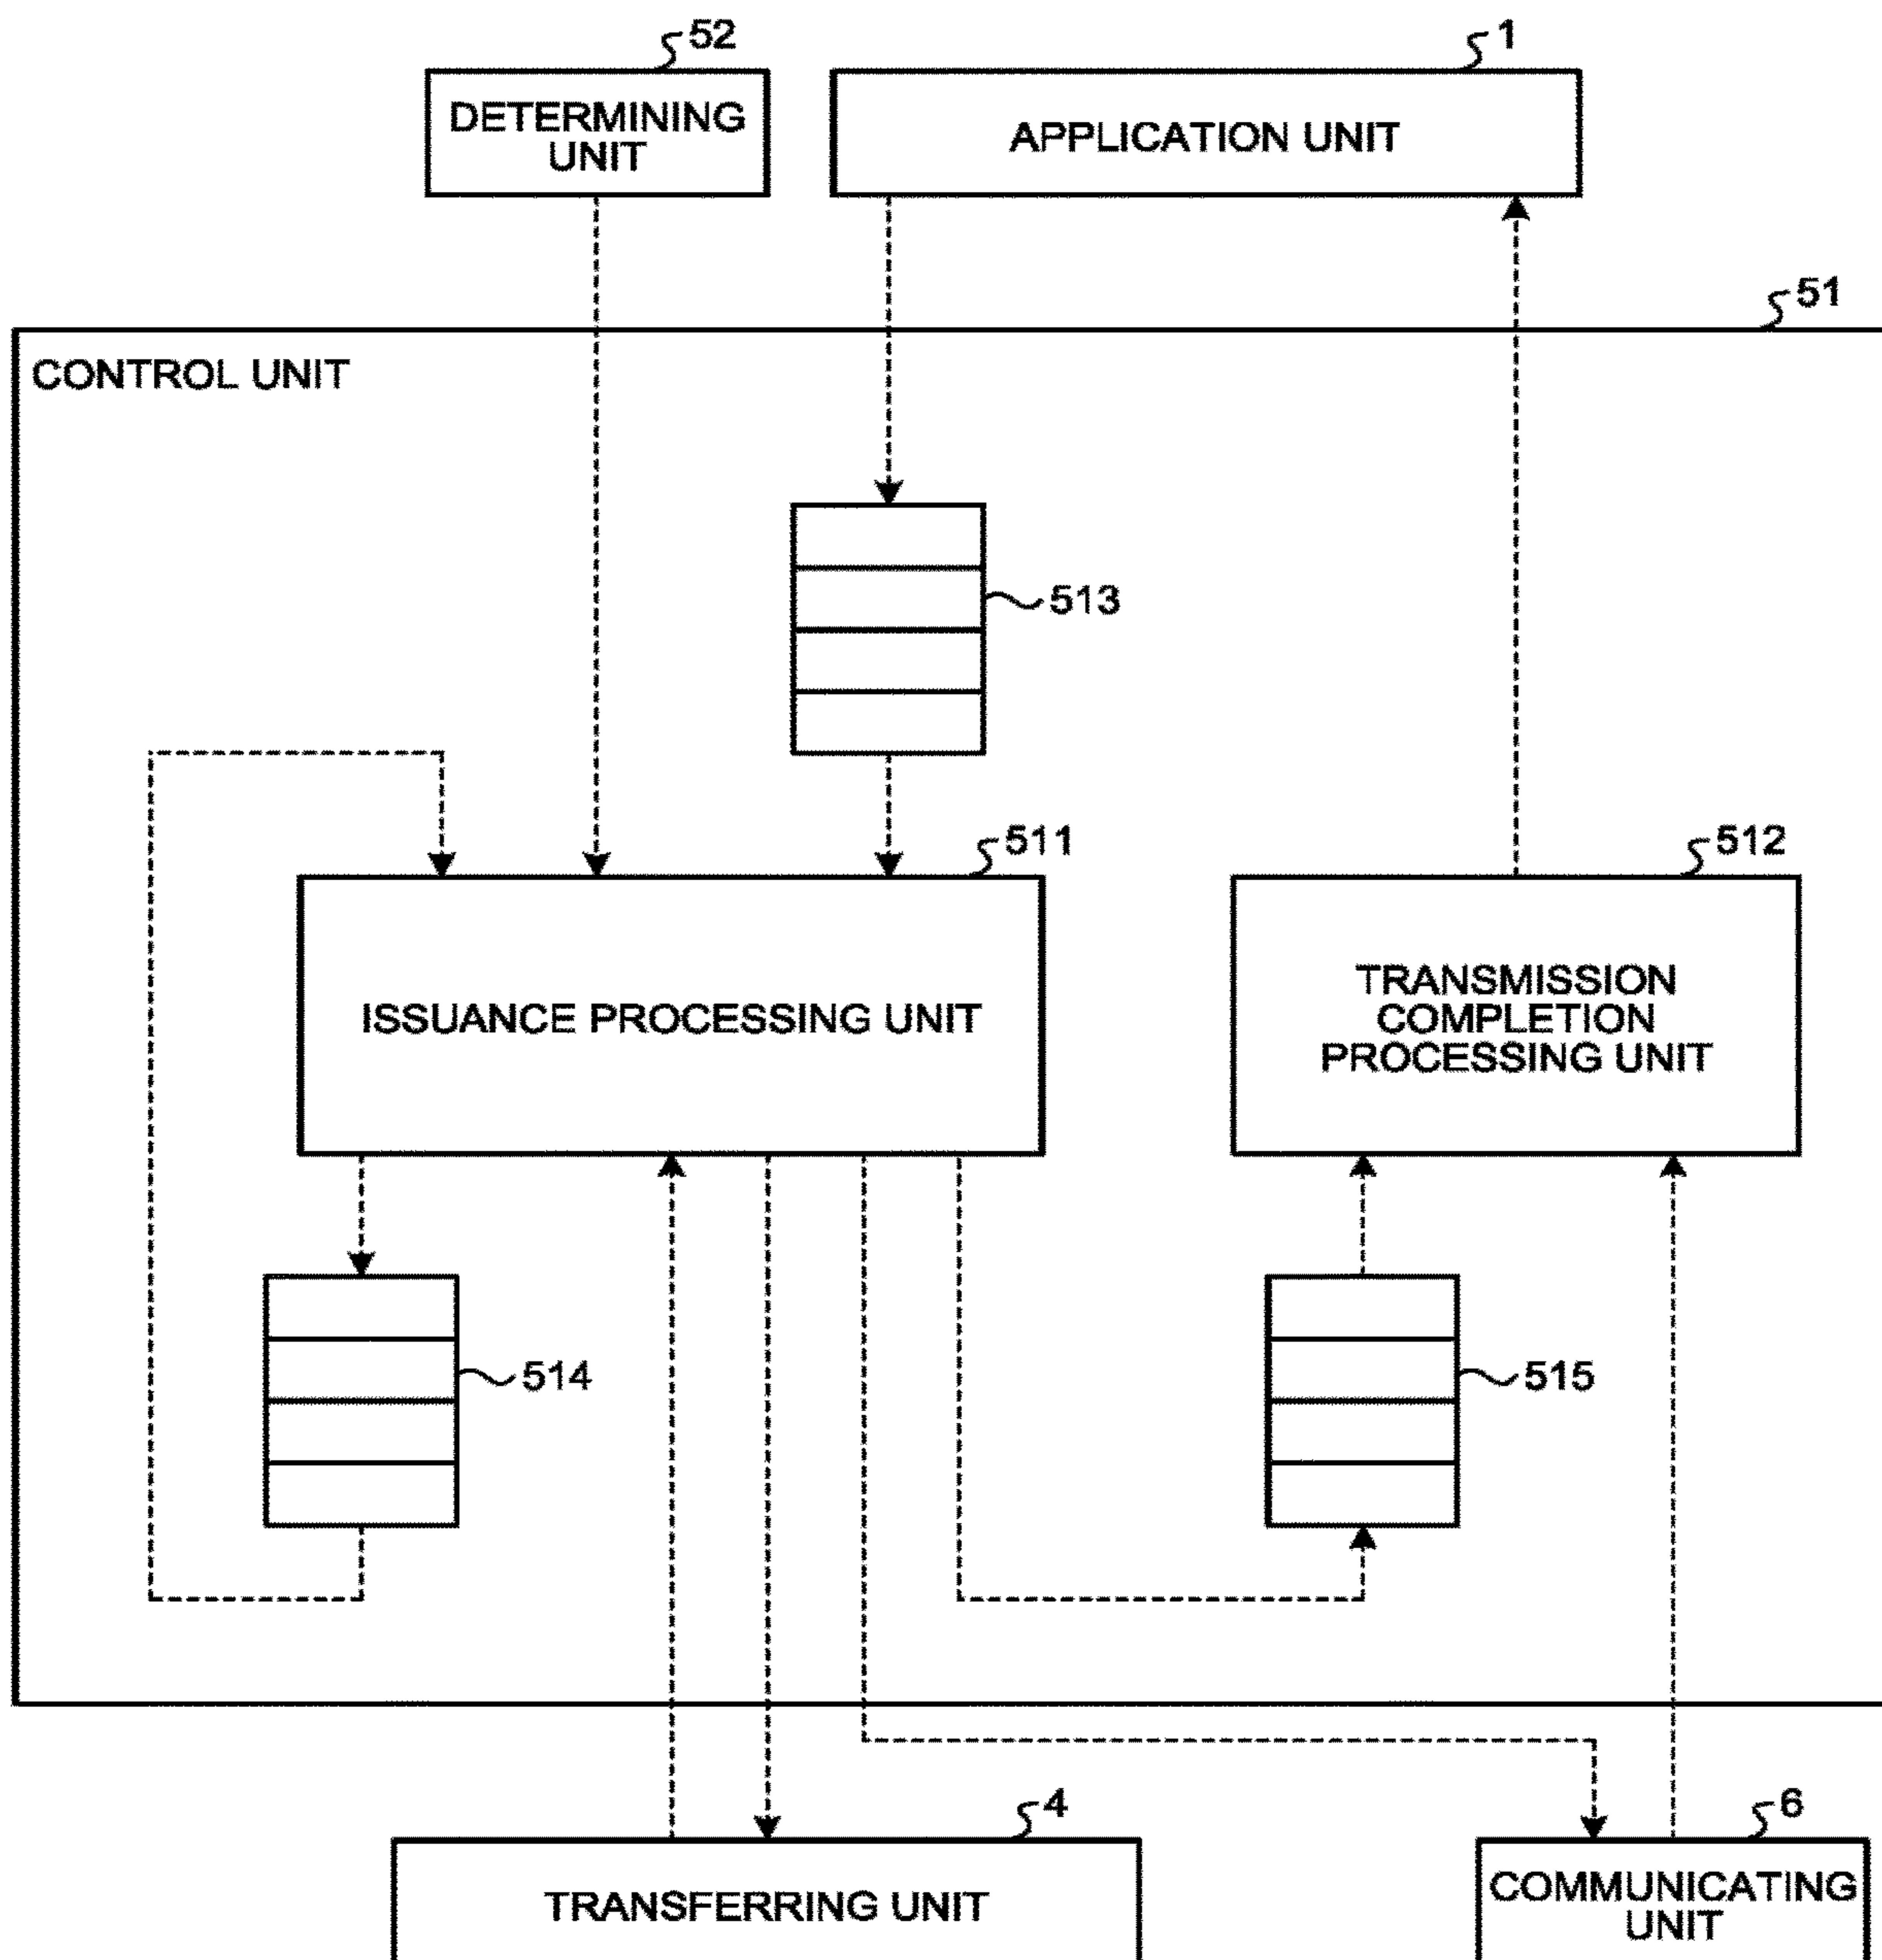 52
1
DETERMINING
UNIT
APPLICATION UNIT
51
CONTROL UNIT
513
511
512
ISSUANCE PROCESSING UNIT
TRANSMISSION
COMPLETION
PROCESSING UNIT
514
515
4
6
TRANSFERRING UNIT
COMMUNICATING
UNIT